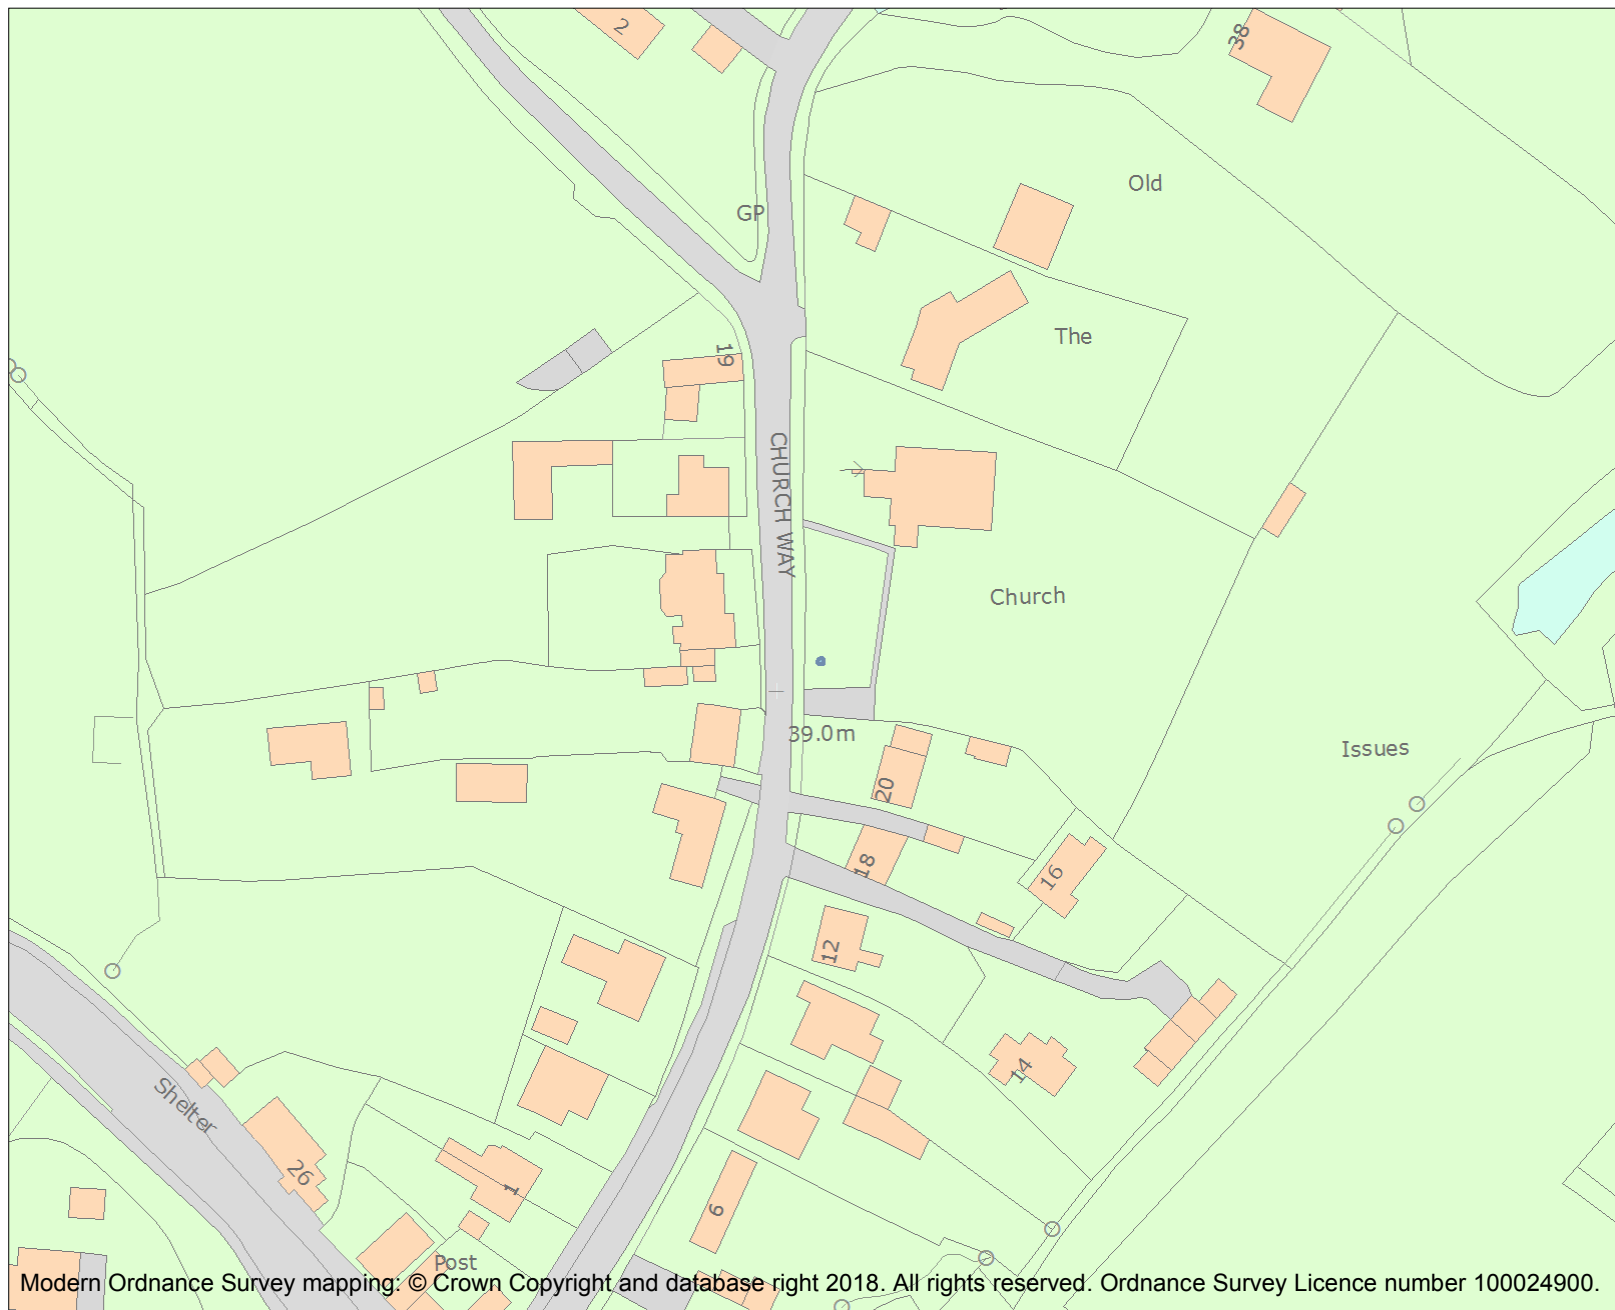 2
38
Old
GP
The
19
CHURCH WAY
Church
39.0m
Issues
20
18
16
12
14
Shelter
26
1
6
Post
Modern Ordnance Survey mapping: © Crown Copyright and database right 2018. All rights reserved. Ordnance Survey Licence number 100024900.